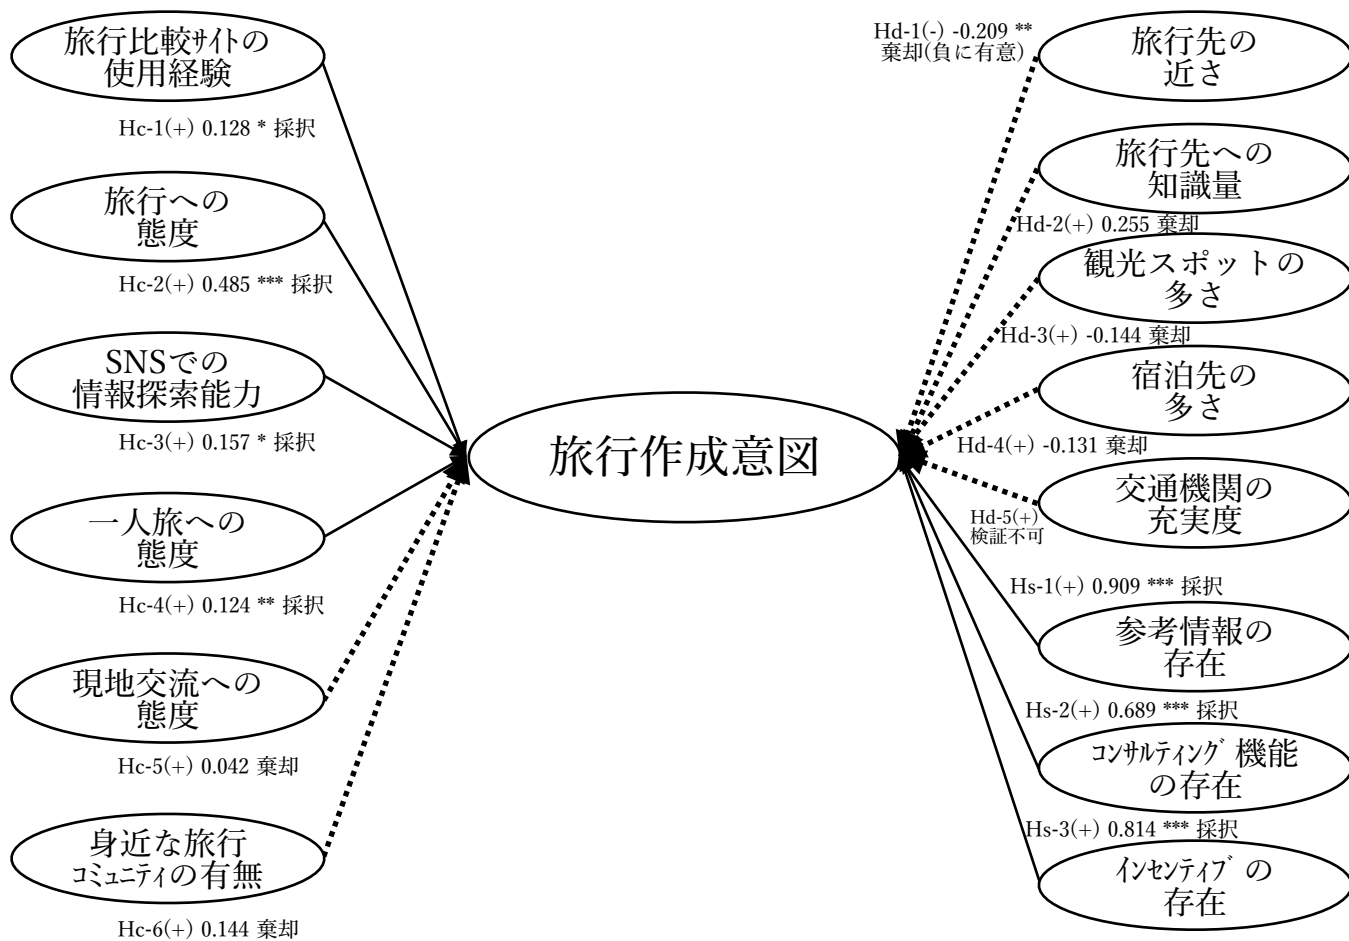 旅行比較サイトの
使用経験
Hc-1(+) 0.128 * 採択
旅行への
態度
Hc-2(+) 0.485 *** 採択
SNSでの
情報探索能力
Hc-3(+) 0.157 * 採択
一人旅への
態度
Hc-4(+) 0.124 ** 採択
現地交流への
態度
Hc-5(+) 0.042 棄却
身近な旅行
コミュニティの有無
Hc-6(+) 0.144 棄却
旅行作成意図
Hd-1(-) -0.209 **
棄却(負に有意)
旅行先の
近さ
旅行先への
知識量
Hd-2(+) 0.255 棄却
観光スポットの
多さ
Hd-3(+) -0.144 棄却
宿泊先の
多さ
Hd-4(+) -0.131 棄却
交通機関の
充実度
Hd-5(+)
検証不可
Hs-1(+) 0.909 *** 採択
参考情報の
存在
Hs-2(+) 0.689 *** 採択
コンサルティング機能
の存在
Hs-3(+) 0.814 *** 採択
インセンティブの
存在